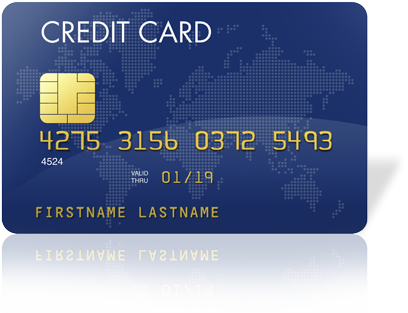 CREDIT CARD
4275 3156 0372 5493
4524
VALID
THRU 01/19
FIRSTNAME LASTNAME